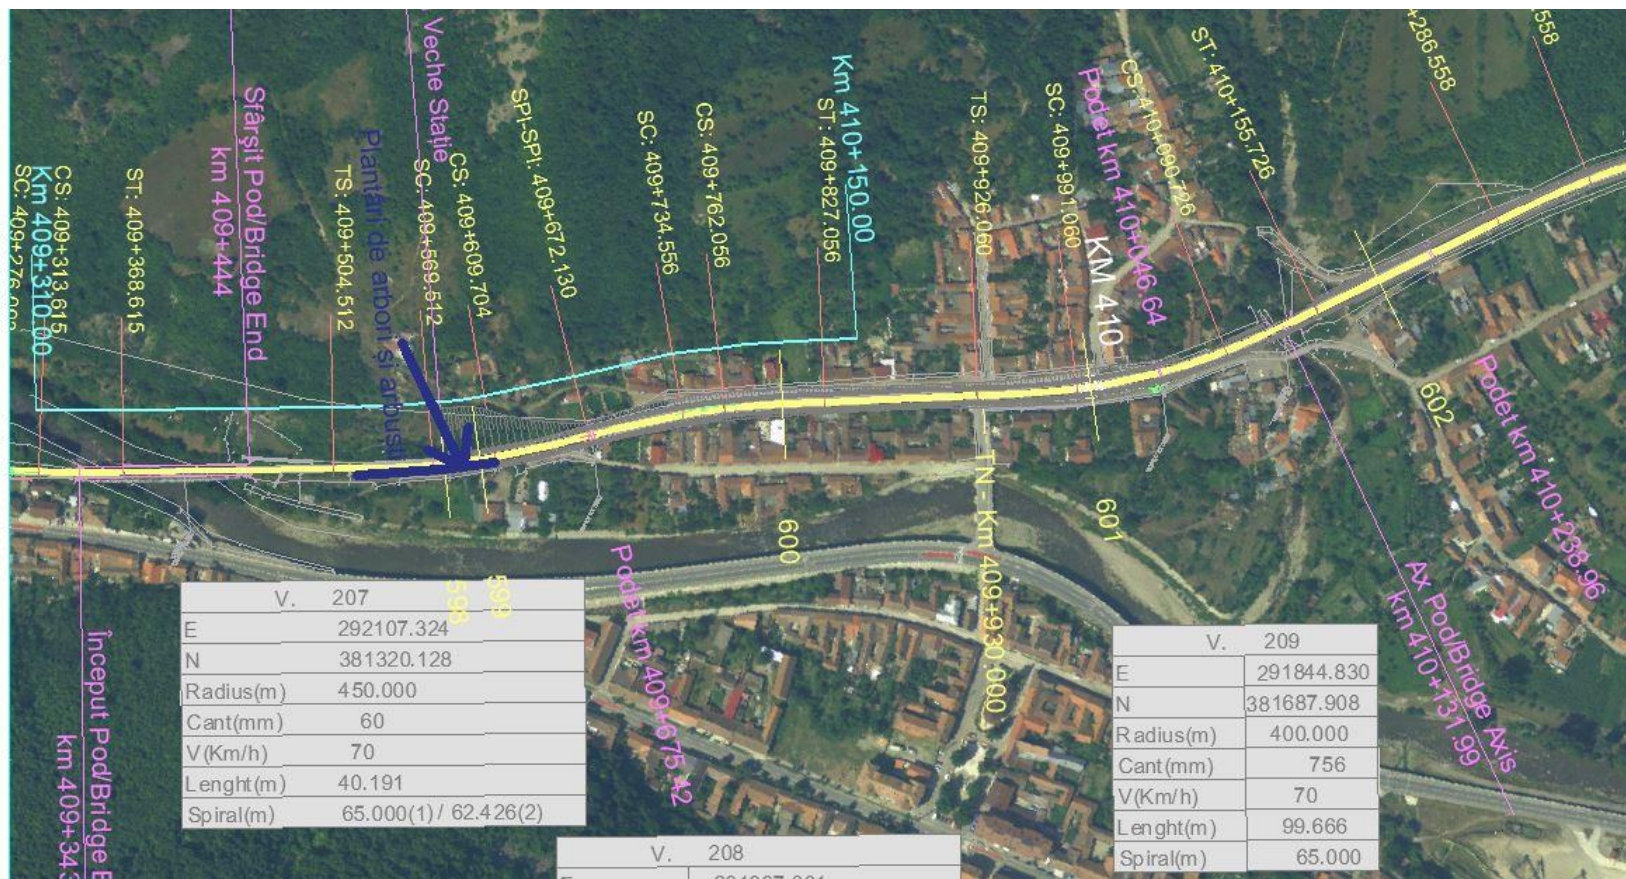 Veche Stație
Sfârșit Pod/Bridge End
km 409+444
Plantări de arbori și arbuști
Km 409+310.00
CS: 409+313.615
ST: 409+368.615
TS: 409+504.512
SC: 409+569.512
CS: 409+609.704
SPI-SPI: 409+672.130
SC: 409+734.556
CS: 409+762.056
ST: 409+827.056
Km 410+150.00
TS: 409+926.060
SC: 409+991.060
KM 410
Podet km 410+046.64
CS: 410+090.726
ST: 410+155.726
+286.558
558
598
599
600
601
602
Podet km 409+675.42
TN - Km 409+930.000
Podet km 410+238.96
Ax Pod/Bridge Axis
km 410+131.99
Început Pod/Bridge
km 409+343
V. 207
E 292107.324
N 381320.128
Radius(m) 450.000
Cant(mm) 60
V(Km/h) 70
Lenght(m) 40.191
Spiral(m) 65.000(1) / 62.426(2)
V. 208
V. 209
E 291844.830
N 381687.908
Radius(m) 400.000
Cant(mm) 756
V(Km/h) 70
Lenght(m) 99.666
Spiral(m) 65.000